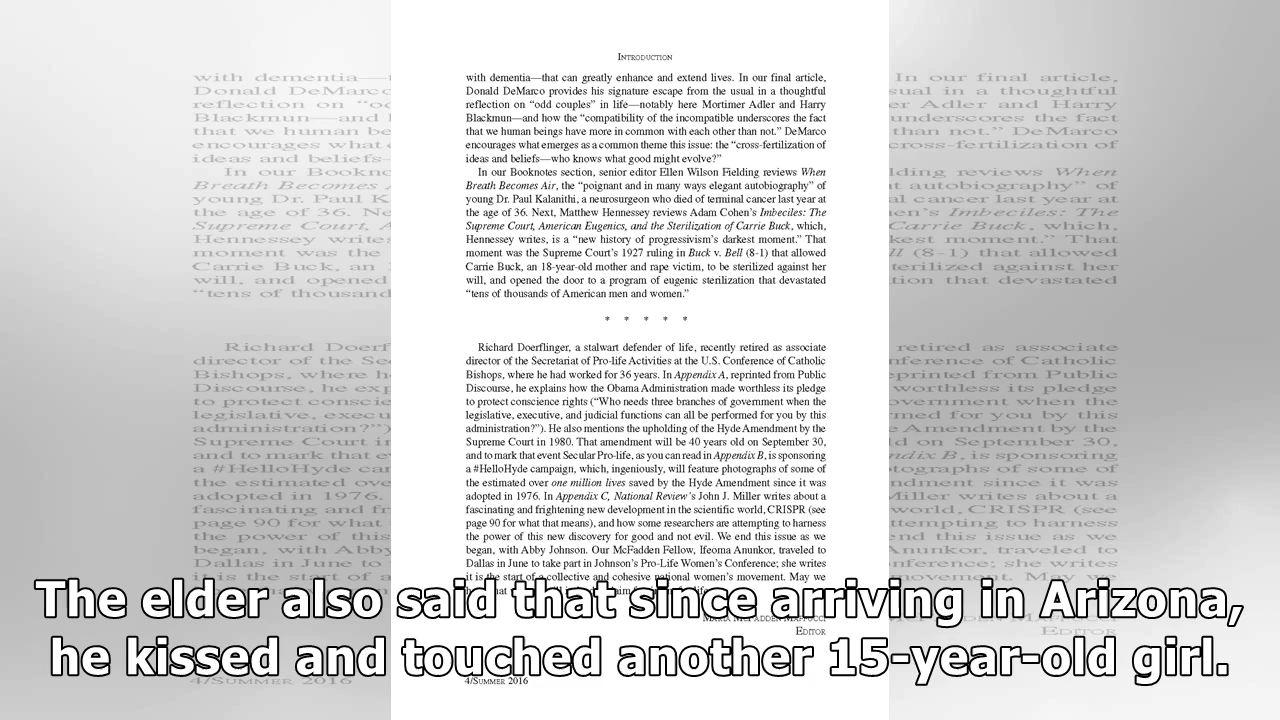 INTRODUCTION
with dementia—that can greatly enhance and extend lives. In our final article,
Donald DeMarco provides his signature escape from the usual in a thoughtful
reflection on “odd couples” in life—notably here Mortimer Adler and Harry
Blackmun—and how the “compatibility of the incompatible underscores the fact
that we human beings have more in common with each other than not.” DeMarco
encourages what emerges as a common theme this issue: the “cross-fertilization of
ideas and beliefs—who knows what good might evolve?”
In our Booknotes section, senior editor Ellen Wilson Fielding reviews When
Breath Becomes Air, the “poignant and in many ways elegant autobiography” of
young Dr. Paul Kalanithi, a neurosurgeon who died of terminal cancer last year at
the age of 36. Next, Matthew Hennessey reviews Adam Cohen’s Imbeciles: The
Supreme Court, American Eugenics, and the Sterilization of Carrie Buck, which,
Hennessey writes, is a “new history of progressivism’s darkest moment.” That
moment was the Supreme Court’s 1927 ruling in Buck v. Bell (8-1) that allowed
Carrie Buck, an 18-year-old mother and rape victim, to be sterilized against her
will, and opened the door to a program of eugenic sterilization that devastated
“tens of thousands of American men and women.”
* * * * *
Richard Doerflinger, a stalwart defender of life, recently retired as associate
director of the Secretariat of Pro-life Activities at the U.S. Conference of Catholic
Bishops, where he had worked for 36 years. In Appendix A, reprinted from Public
Discourse, he explains how the Obama Administration made worthless its pledge
to protect conscience rights (“Who needs three branches of government when the
legislative, executive, and judicial functions can all be performed for you by this
administration?”). He also mentions the upholding of the Hyde Amendment by the
Supreme Court in 1980. That amendment will be 40 years old on September 30,
and to mark that event Secular Pro-life, as you can read in Appendix B, is sponsoring
a #HelloHyde campaign, which, ingeniously, will feature photographs of some of
the estimated over one million lives saved by the Hyde Amendment since it was
adopted in 1976. In Appendix C, National Review’s John J. Miller writes about a
fascinating and frightening new development in the scientific world, CRISPR (see
page 90 for what that means), and how some researchers are attempting to harness
the power of this new discovery for good and not evil. We end this issue as we
began, with Abby Johnson. Our McFadden Fellow, Ifeoma Anunkor, traveled to
Dallas in June to take part in Johnson’s Pro-Life Women’s Conference; she writes
it is the start of a collective and cohesive national women’s movement. May we
MARIA MCFADDEN MAFFUCCI
EDITOR
4/SUMMER 2016
The elder also said that since arriving in Arizona,
he kissed and touched another 15-year-old girl.